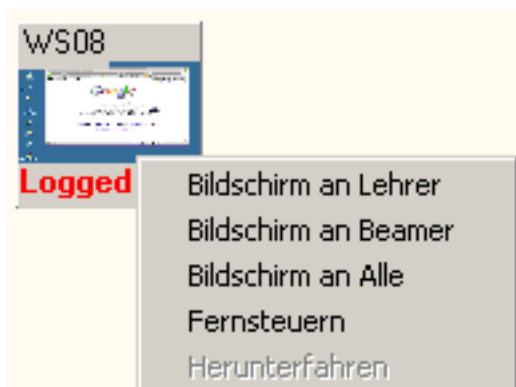 WS08
Google
Logged
Bildschirm an Lehrer
Bildschirm an Beamer
Bildschirm an Alle
Fernsteuern
Herunterfahren